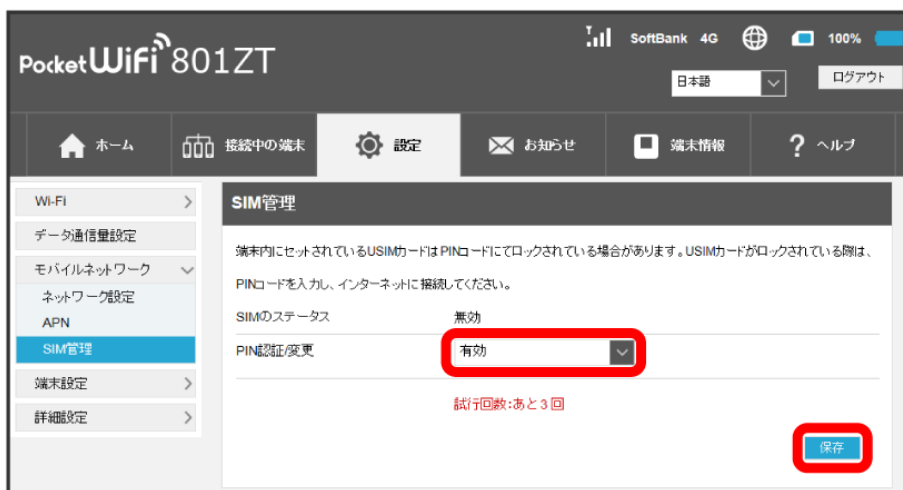 SoftBank 4G 100%
Pocket WiFi 801ZT
日本語 ログアウト
ホーム 接続中の端末 設定 お知らせ 端末情報 ? ヘルプ
Wi-Fi
データ通信量設定
モバイルネットワーク
ネットワーク設定
APN
SIM管理
端末設定
詳細設定
SIM管理
端末内にセットされているUSIMカードはPINコードにてロックされている場合があります。USIMカードがロックされている際は、
PINコードを入力し、インターネットに接続してください。
SIMのステータス 無効
PIN認証/変更 有効
試行回数:あと3回
保存